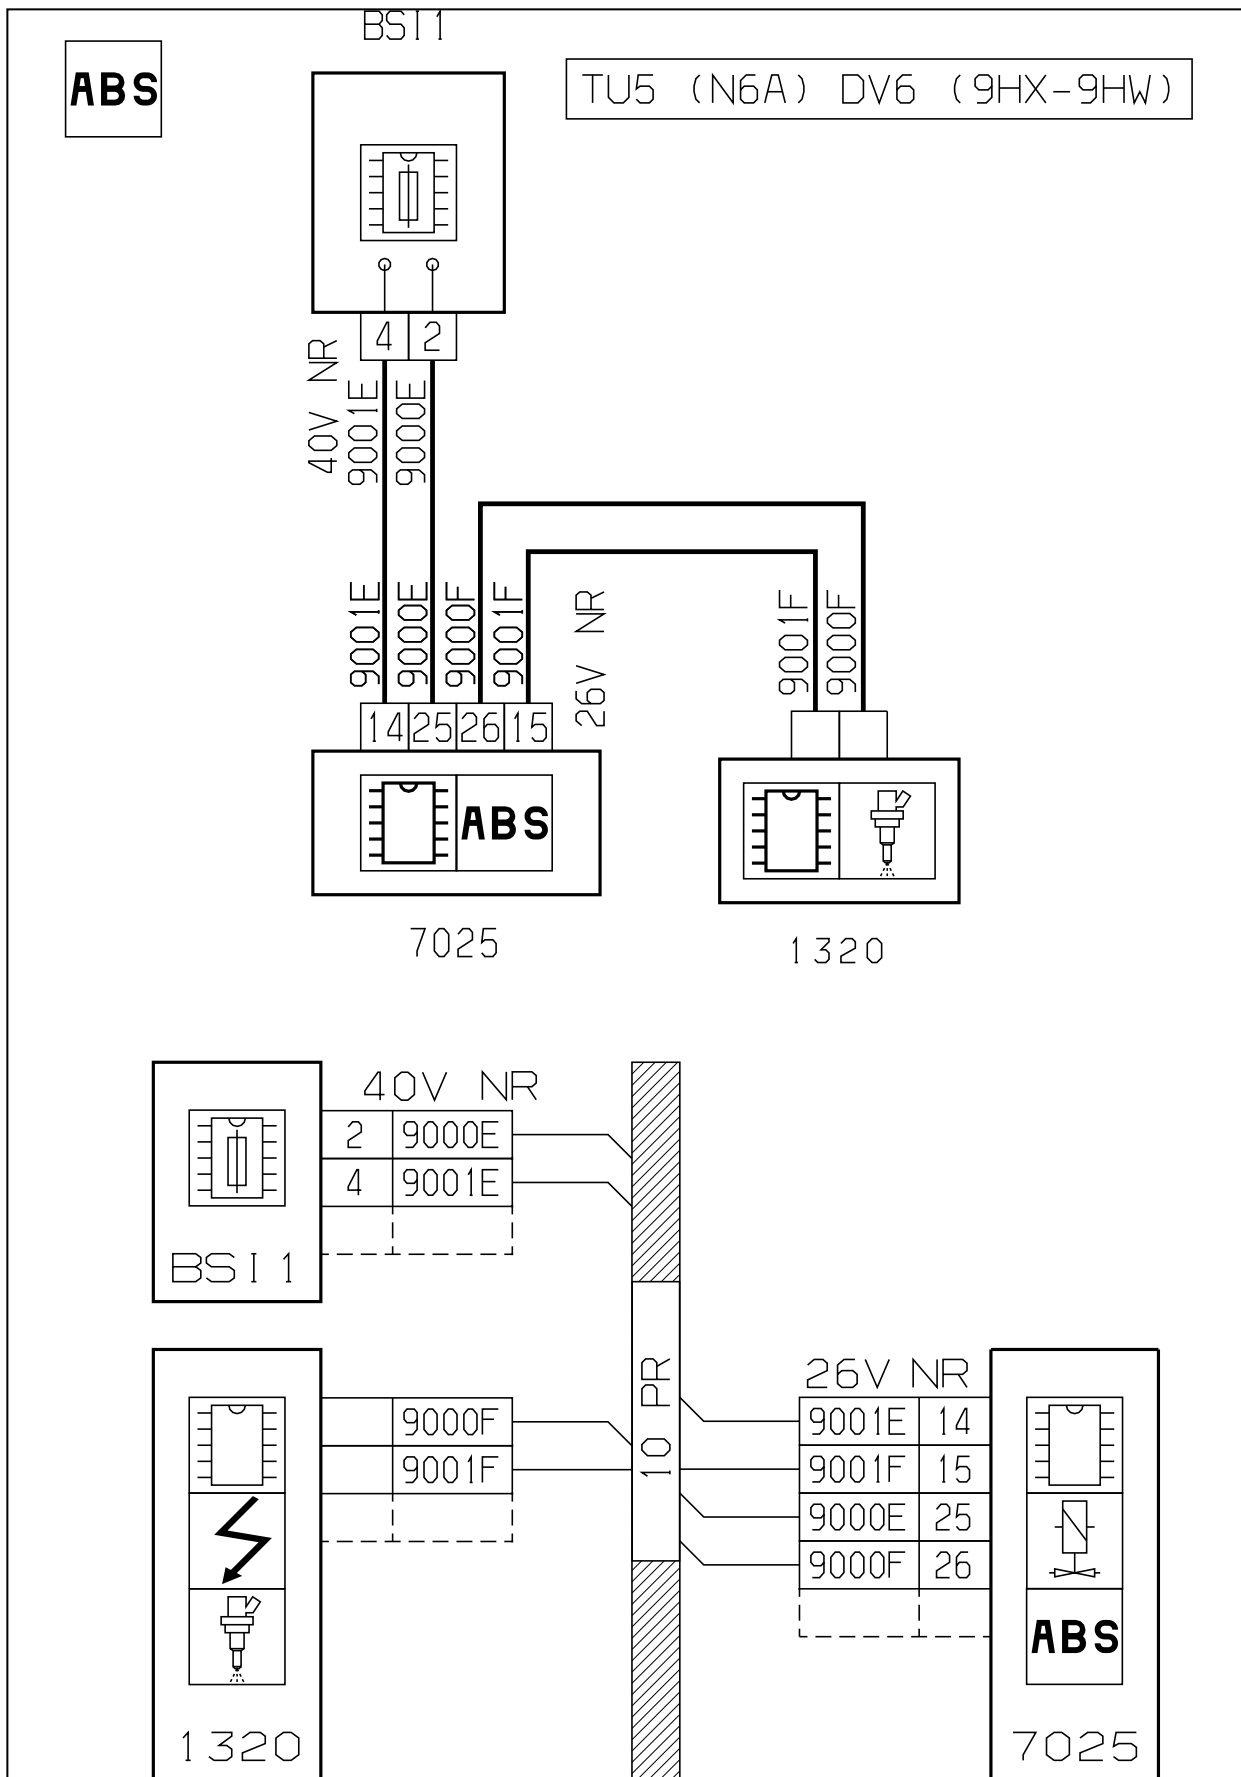 BSI1
ABS
TU5 (N6A) DV6 (9HX-9HW)
4 2
40V NR
9001E
9000E
9001E
9000E
9000F
9001F
26V NR
9001F
9000F
14 25 26 15
ABS
7025
1320
40V NR
2 9000E
4 9001E
BSI1
10 PR
26V NR
9000F
9001F
9001E 14
9001F 15
9000E 25
9000F 26
ABS
1320
7025